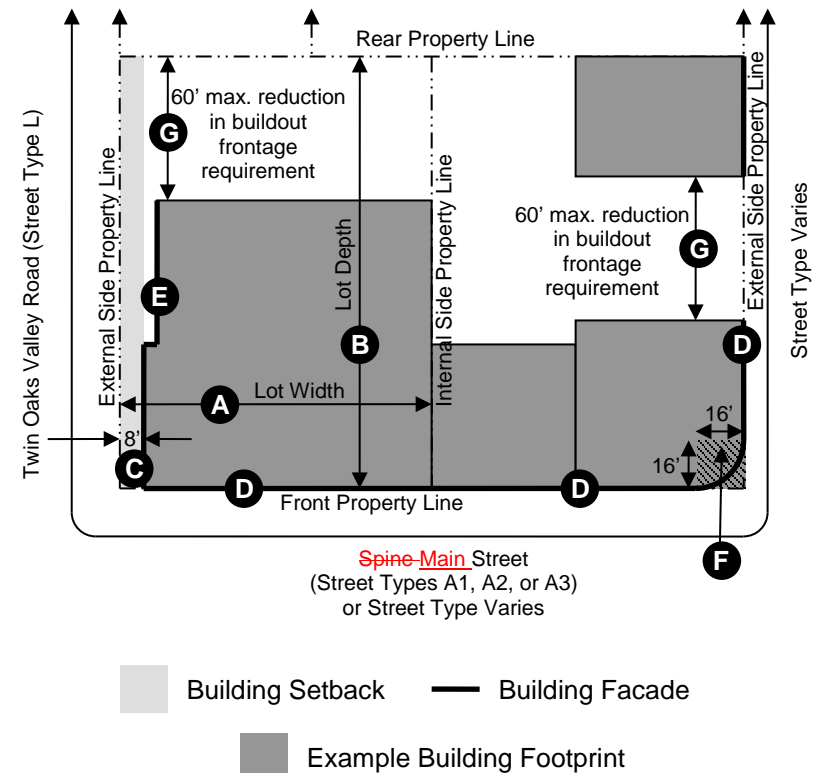 Rear Property Line
60’ max. reduction
in buildout
frontage
requirement
G
Twin Oaks Valley Road (Street Type L)
External Side Property Line
Lot Depth
Internal Side Property Line
60’ max. reduction
in buildout
frontage
requirement
G
External Side Property Line
Street Type Varies
E
B
D
A
Lot Width
8’
C
16’
16’
D
D
Front Property Line
F
Spine Main Street
(Street Types A1, A2, or A3)
or Street Type Varies
Building Setback
Building Facade
Example Building Footprint